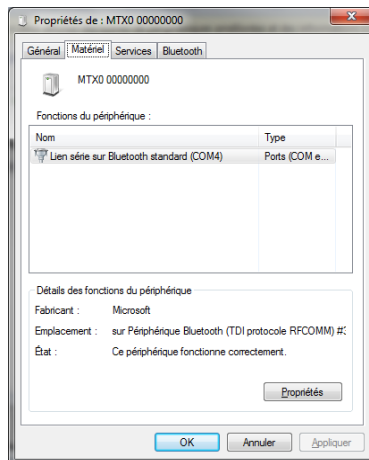 Propriétés de : MTX0 00000000
Général Matériel Services Bluetooth
MTX0 00000000
Fonctions du périphérique :
Nom Type
Lien série sur Bluetooth standard (COM4) Ports (COM e...
Détails des fonctions du périphérique
Fabricant : Microsoft
Emplacement : sur Périphérique Bluetooth (TDI protocole RFCOMM)
État : Ce périphérique fonctionne correctement.
Propriétés
OK Annuler Appliquer